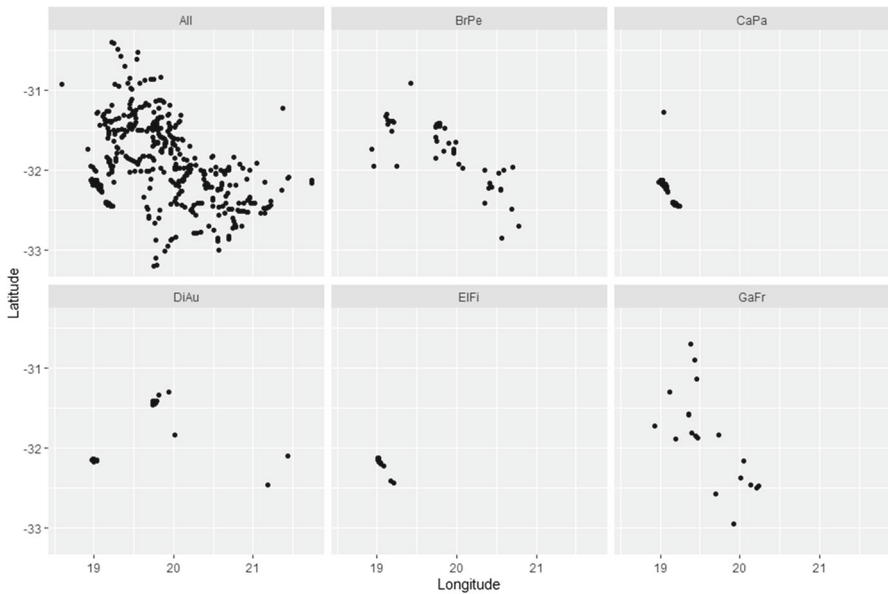 All BrPe CaPa
-31
-32
-33
DiAu ElFi GaFr
-31
-32
-33
19 20 21 19 20 21 19 20 21
Longitude
Latitude